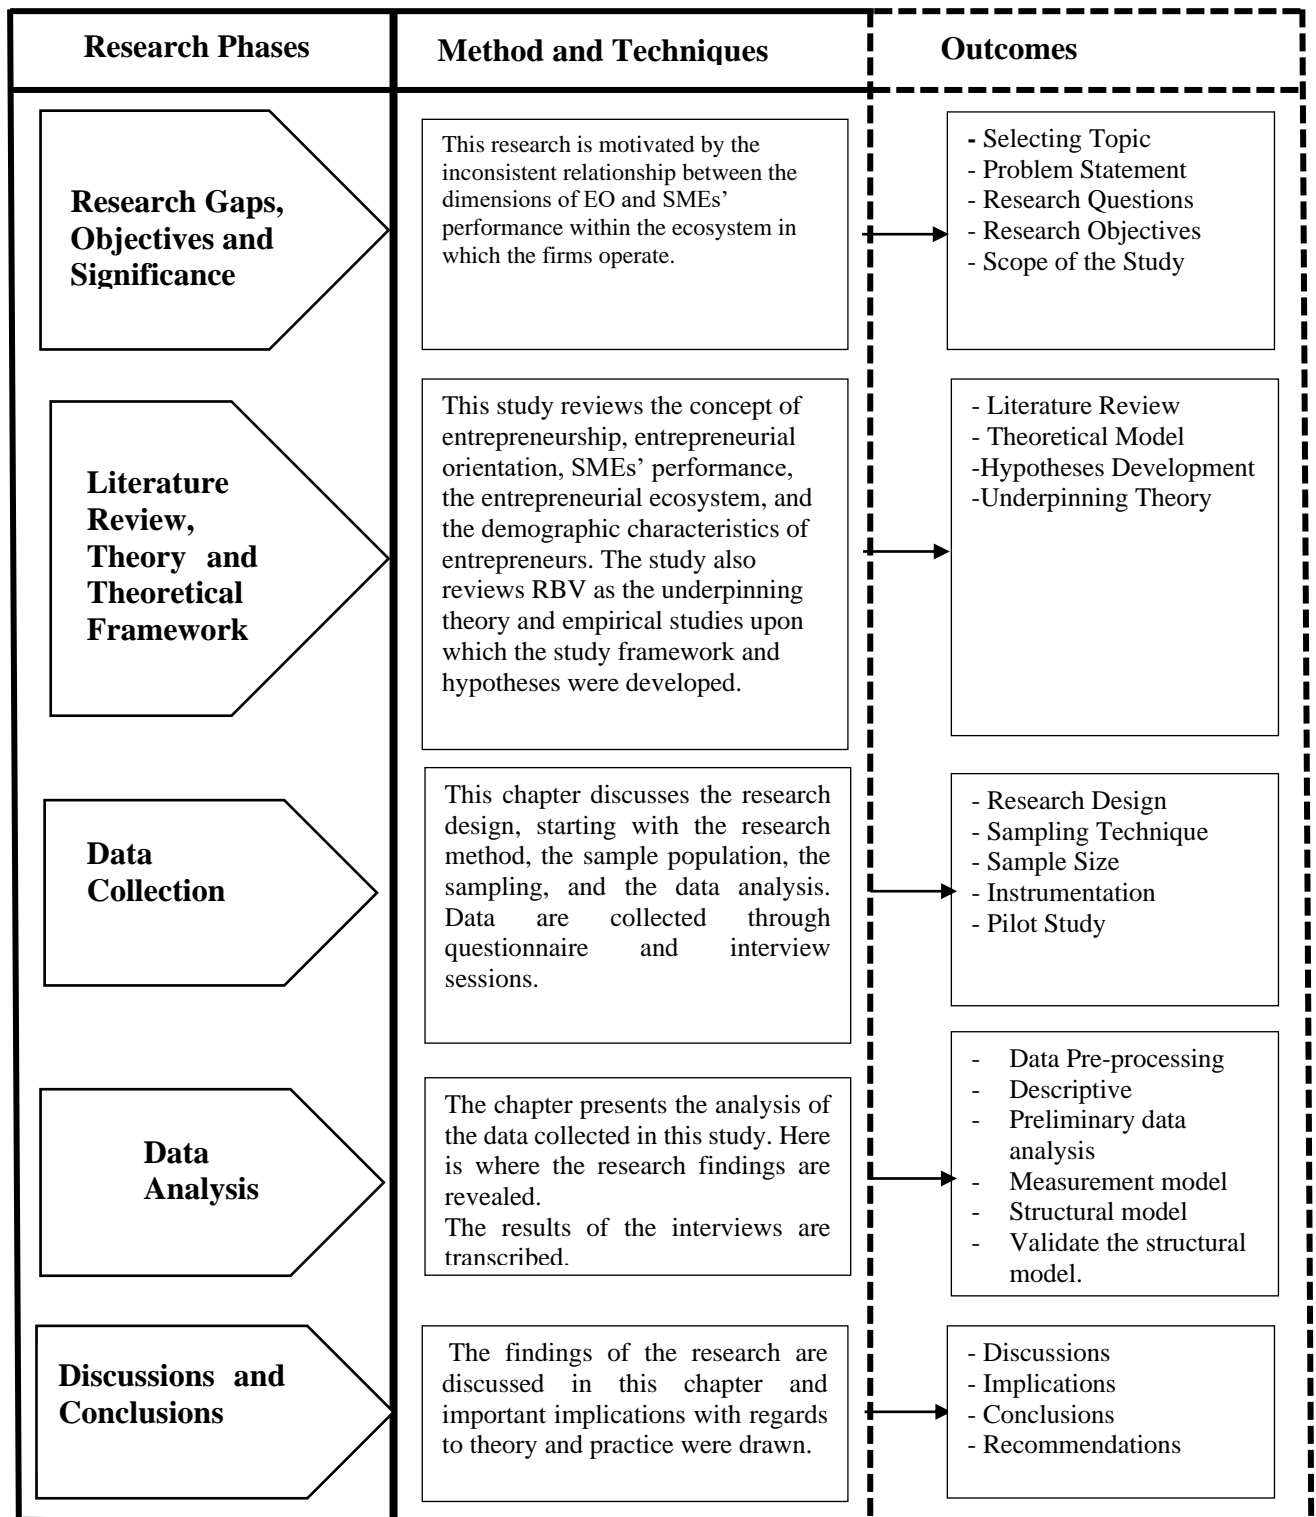 Research Phases
Method and Techniques
Outcomes
Research Gaps,
Objectives and
Significance
This research is motivated by the
inconsistent relationship between the
dimensions of EO and SMEs’
performance within the ecosystem in
which the firms operate.
- Selecting Topic
- Problem Statement
- Research Questions
- Research Objectives
- Scope of the Study
Literature
Review,
Theory and
Theoretical
Framework
This study reviews the concept of
entrepreneurship, entrepreneurial
orientation, SMEs’ performance,
the entrepreneurial ecosystem, and
the demographic characteristics of
entrepreneurs. The study also
reviews RBV as the underpinning
theory and empirical studies upon
which the study framework and
hypotheses were developed.
- Literature Review
- Theoretical Model
-Hypotheses Development
-Underpinning Theory
Data
Collection
This chapter discusses the research
design, starting with the research
method, the sample population, the
sampling, and the data analysis.
Data are collected through
questionnaire and interview
sessions.
- Research Design
- Sampling Technique
- Sample Size
- Instrumentation
- Pilot Study
Data
Analysis
The chapter presents the analysis of
the data collected in this study. Here
is where the research findings are
revealed.
The results of the interviews are
transcribed.
- Data Pre-processing
- Descriptive
- Preliminary data
analysis
- Measurement model
- Structural model
- Validate the structural
model.
Discussions and
Conclusions
The findings of the research are
discussed in this chapter and
important implications with regards
to theory and practice were drawn.
- Discussions
- Implications
- Conclusions
- Recommendations